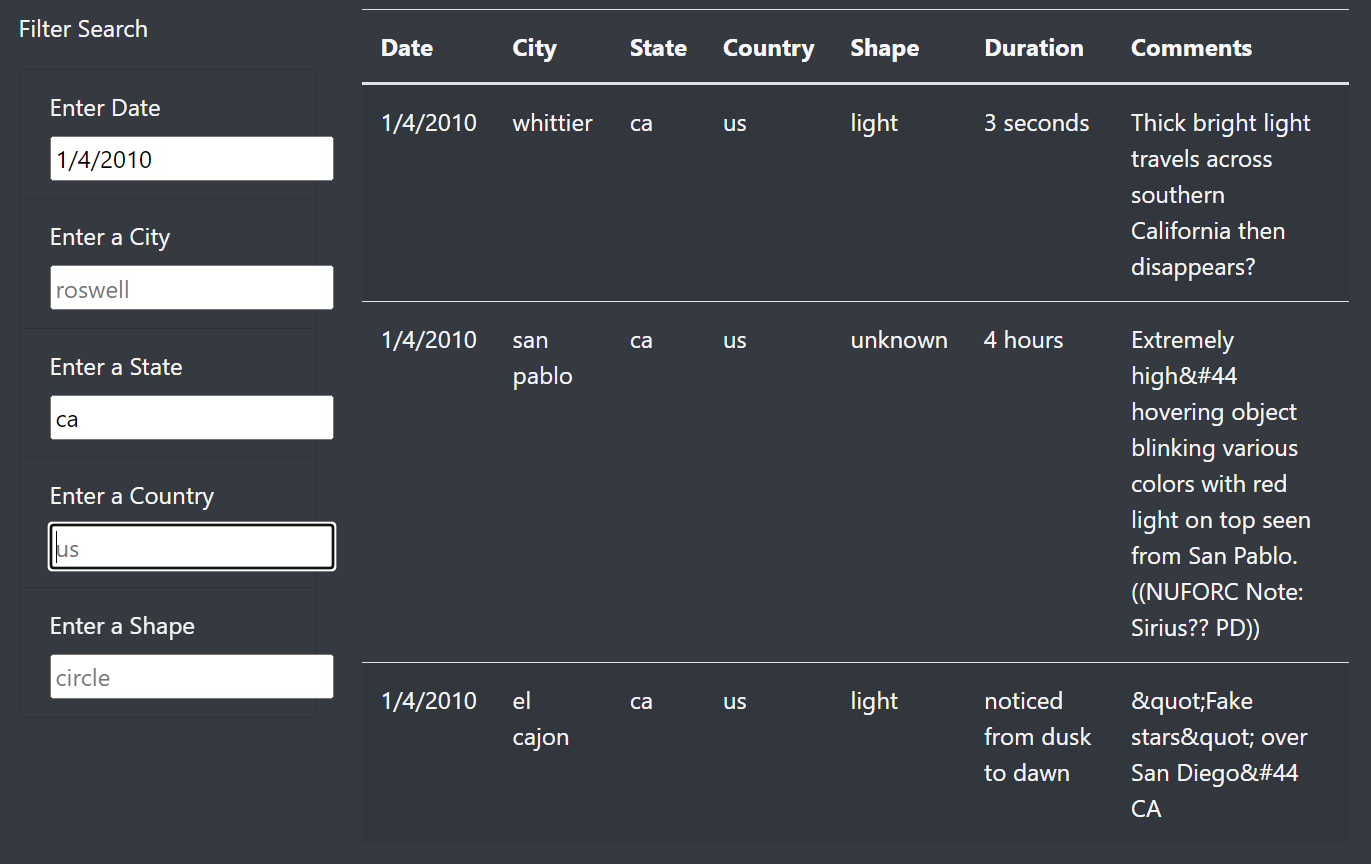 Filter Search
Enter Date
1/4/2010
Enter a City
roswell
Enter a State
ca
Enter a Country
us
Enter a Shape
circle
Date City State Country Shape Duration Comments
1/4/2010 whittier ca us light 3 seconds Thick bright light
travels across
southern
California then
disappears?
1/4/2010 san ca us unknown 4 hours Extremely
pablo high&#44
hovering object
blinking various
colors with red
light on top seen
from San Pablo.
((NUFORC Note:
Sirius?? PD))
1/4/2010 el ca us light noticed &quot;Fake
cajon from dusk stars&quot; over
to dawn San Diego&#44
CA